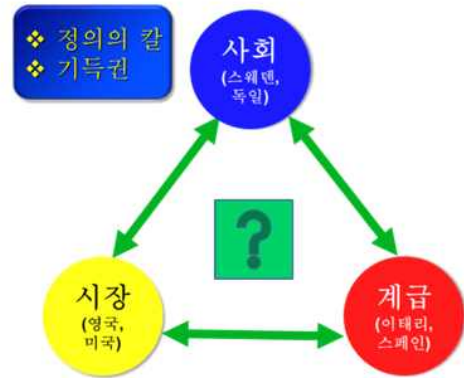 ❖ 정의의 칼
❖ 기득권
사회
(스웨덴,
독일)
?
시장
(영국,
미국)
계급
(이태리,
스페인)